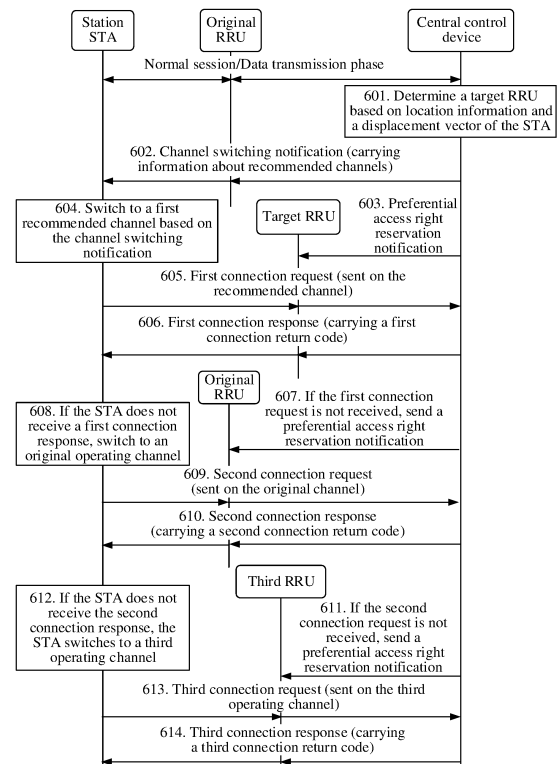 Station
STA
Original
RRU
Central control
device
Normal session/Data transmission phase
601. Determine a target RRU
based on location information and
a displacement vector of the STA
602. Channel switching notification (carrying
information about recommended channels)
603. Preferential
access right
reservation
notification
604. Switch to a first
recommended channel based on
the channel switching
notification
Target RRU
605. First connection request (sent on the
recommended channel)
606. First connection response (carrying a first
connection return code)
Original
RRU
607. If the first connection
request is not received, send a
preferential access right
reservation notification
608. If the STA does not
receive a first connection
response, switch to an
original operating channel
609. Second connection request
(sent on the original channel)
610. Second connection response
(carrying a second connection return code)
Third RRU
611. If the second
connection request is not
received, send a
preferential access right
reservation notification
612. If the STA does not
receive the second
connection response, the
STA switches to a third
operating channel
613. Third connection request (sent on the third
operating channel)
614. Third connection response (carrying
a third connection return code)